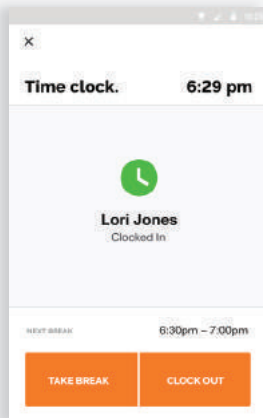 Time clock. 6:29 pm
Lori Jones
Clocked In
NEXT BREAK 6:30pm – 7:00pm
TAKE BREAK CLOCK OUT